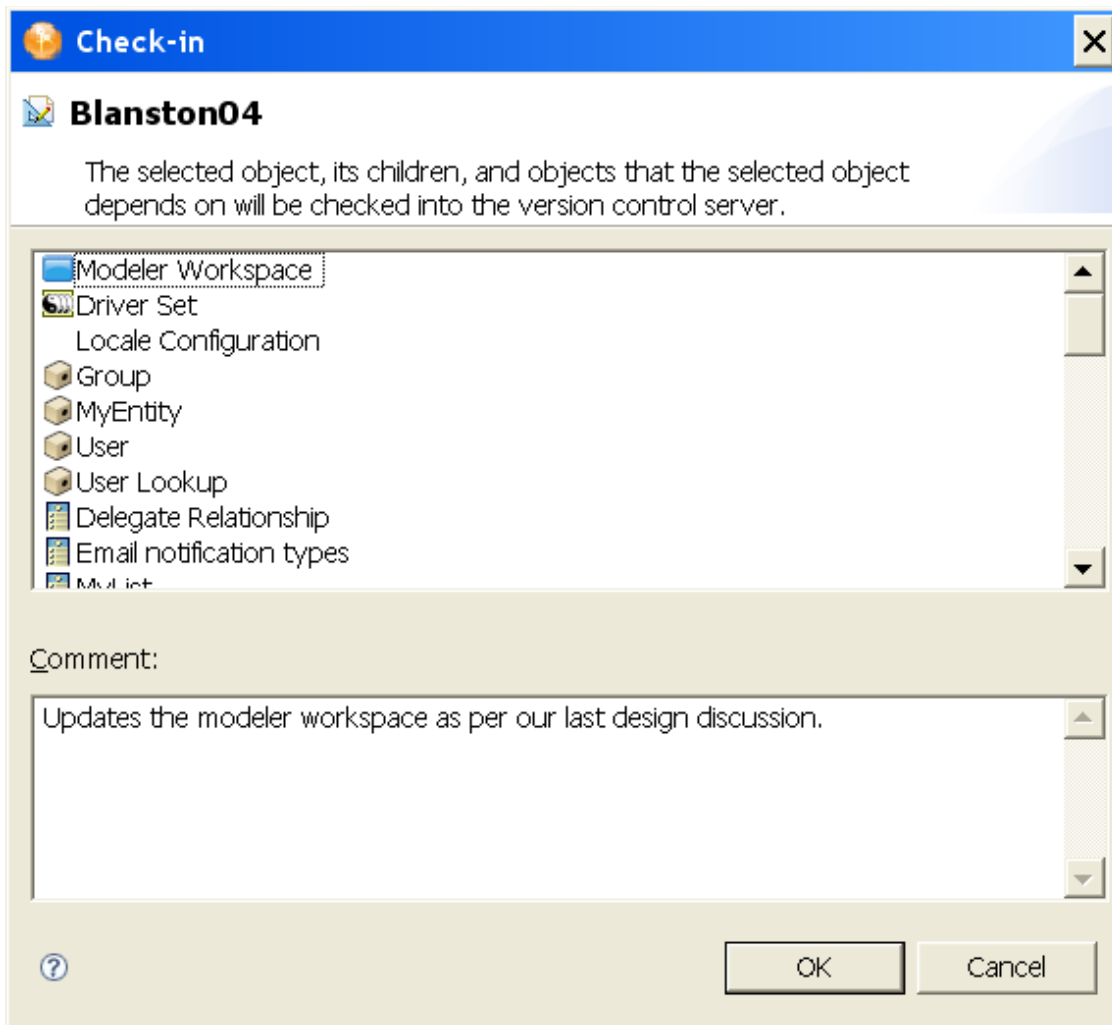 Check-in
Blanston04
The selected object, its children, and objects that the selected object
depends on will be checked into the version control server.
Modeler Workspace
Driver Set
Locale Configuration
Group
MyEntity
User
User Lookup
Delegate Relationship
Email notification types
MyList
Comment:
Updates the modeler workspace as per our last design discussion.
OK
Cancel